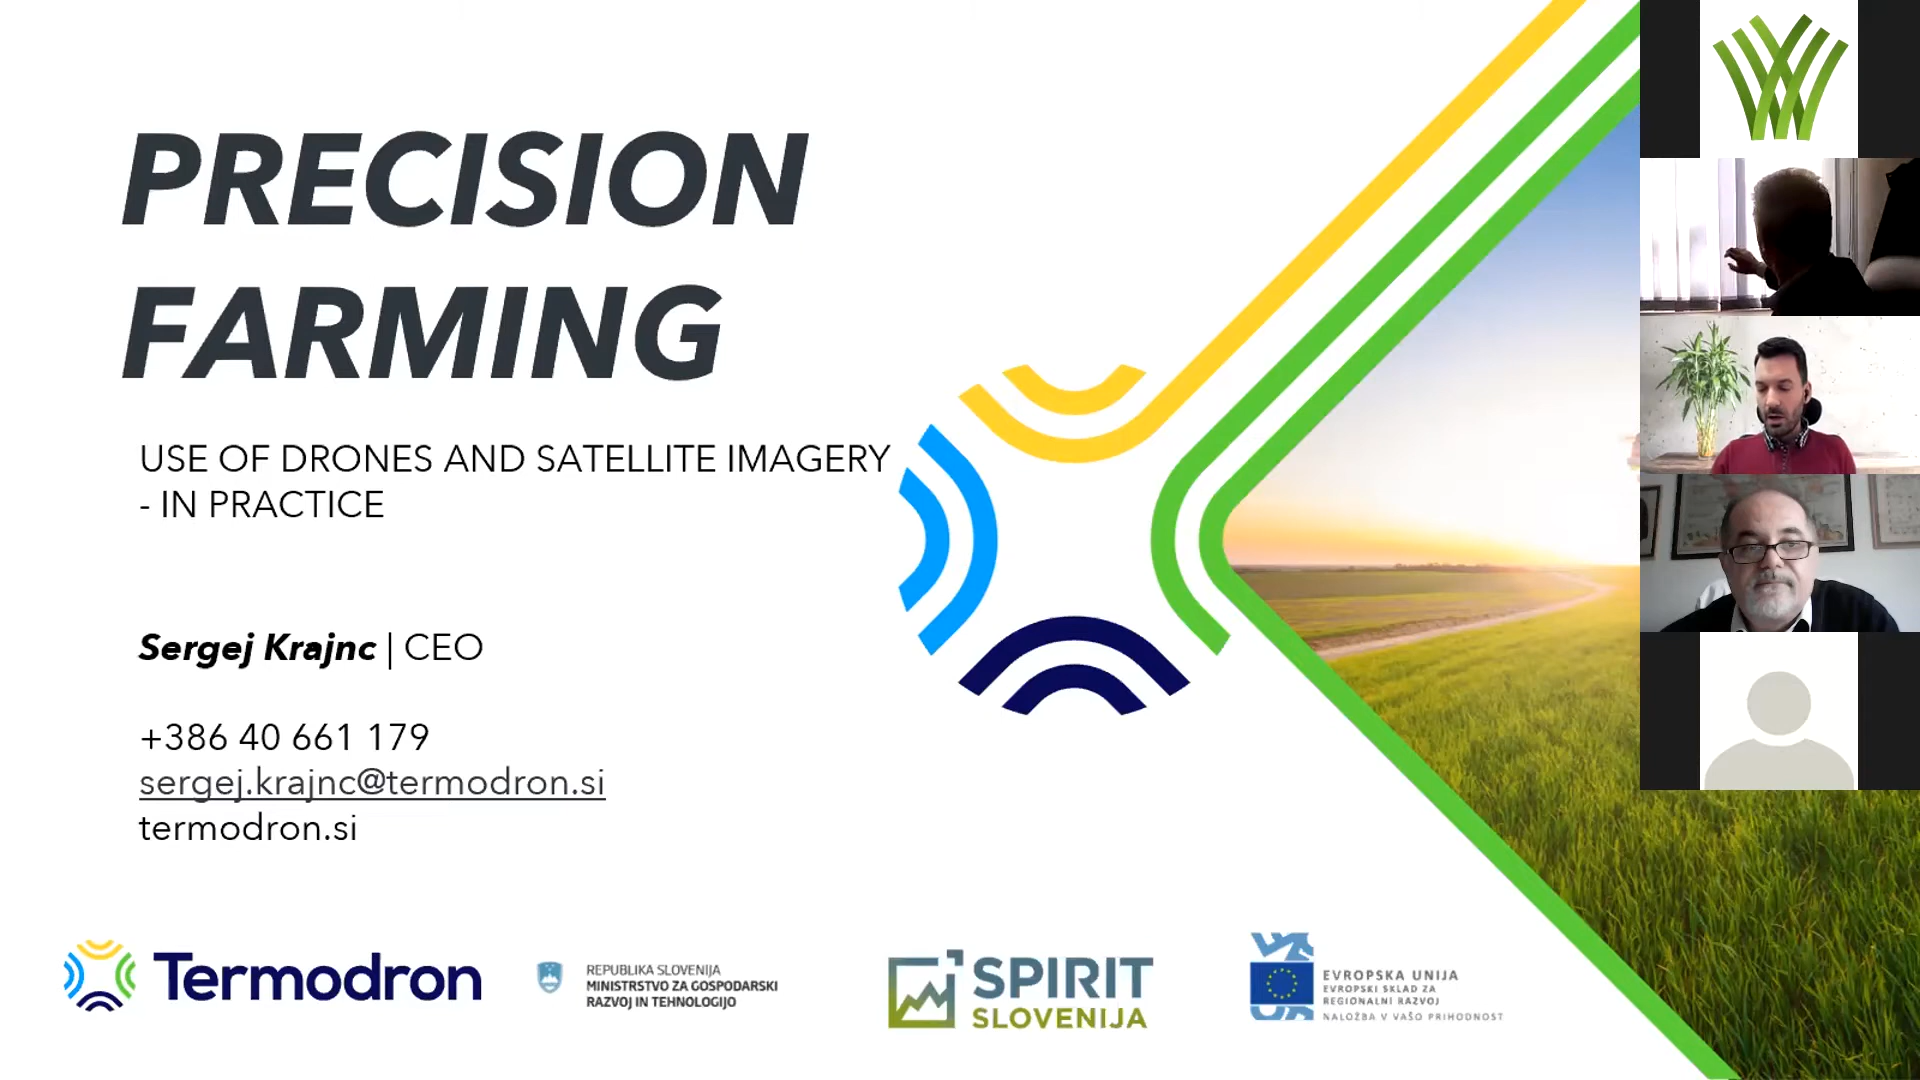 PRECISION
FARMING
USE OF DRONES AND SATELLITE IMAGERY
- IN PRACTICE
Sergej Krajnc | CEO
+386 40 661 179
sergej.krajnc@termodron.si
termodron.si
Termodron
REPUBLIKA SLOVENIJA
MINISTRSTVO ZA GOSPODARSKI
RAZVOJ IN TEHNOLOGIJO
SPIRIT
SLOVENIJA
EVROPSKA UNIJA
EVROPSKI SKLAD ZA
REGIONALNI RAZVOJ
NALOŽBA V VAŠO PRIHODNOST